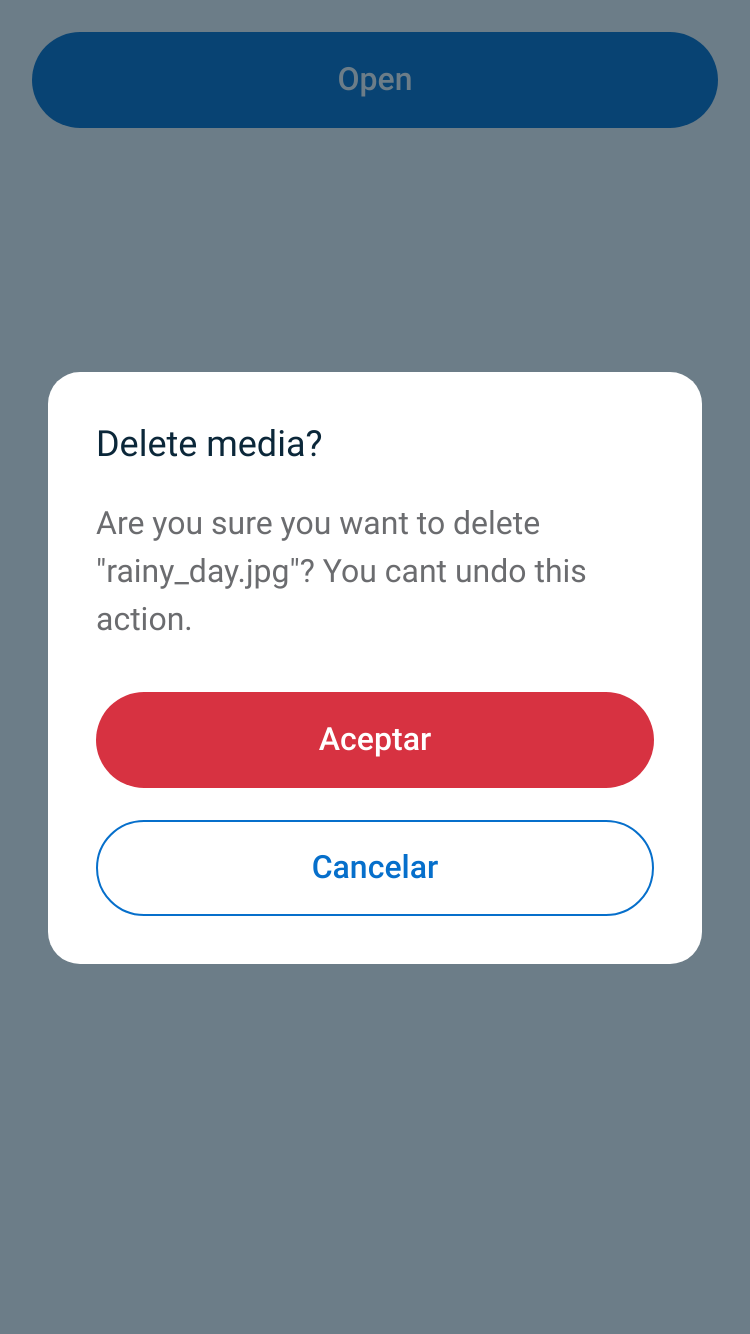 Open
Delete media?
Are you sure you want to delete
"rainy_day.jpg"? You cant undo this
action.
Aceptar
Cancelar